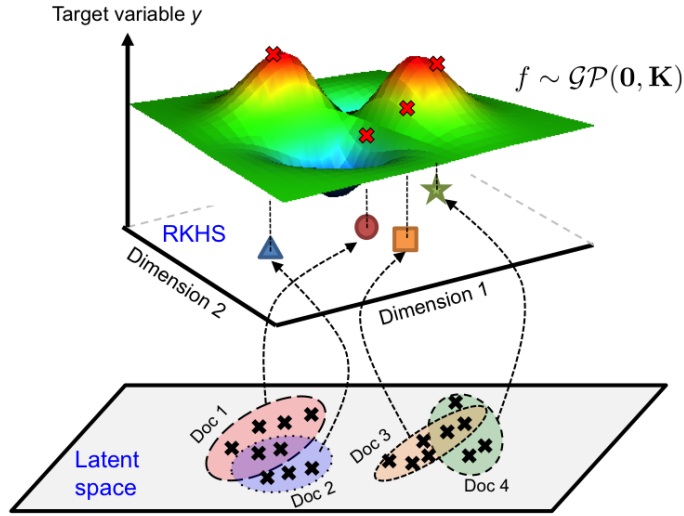 Target variable y
f ∼ 𝒢𝒫(0, K)
RKHS
Dimension 2
Dimension 1
Doc 1
Doc 2
Doc 3
Doc 4
Latent
space